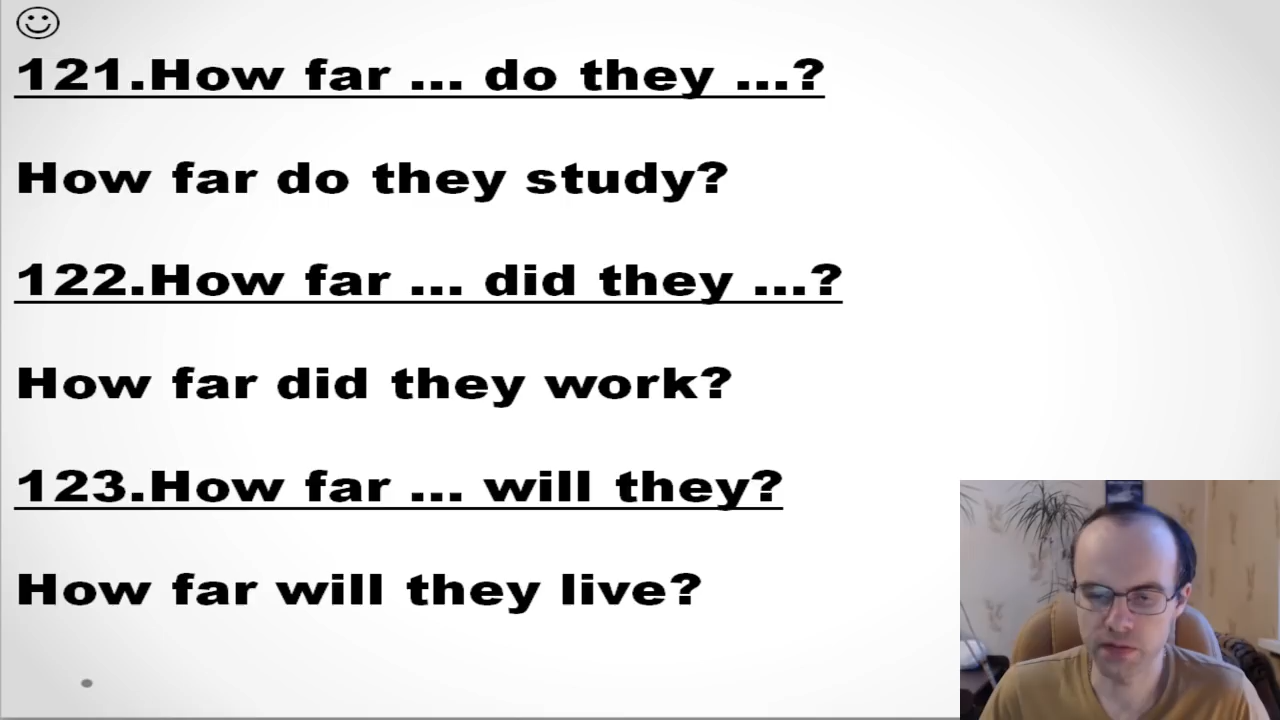 121.How far ... do they ...?
How far do they study?
122.How far ... did they ...?
How far did they work?
123.How far ... will they?
How far will they live?